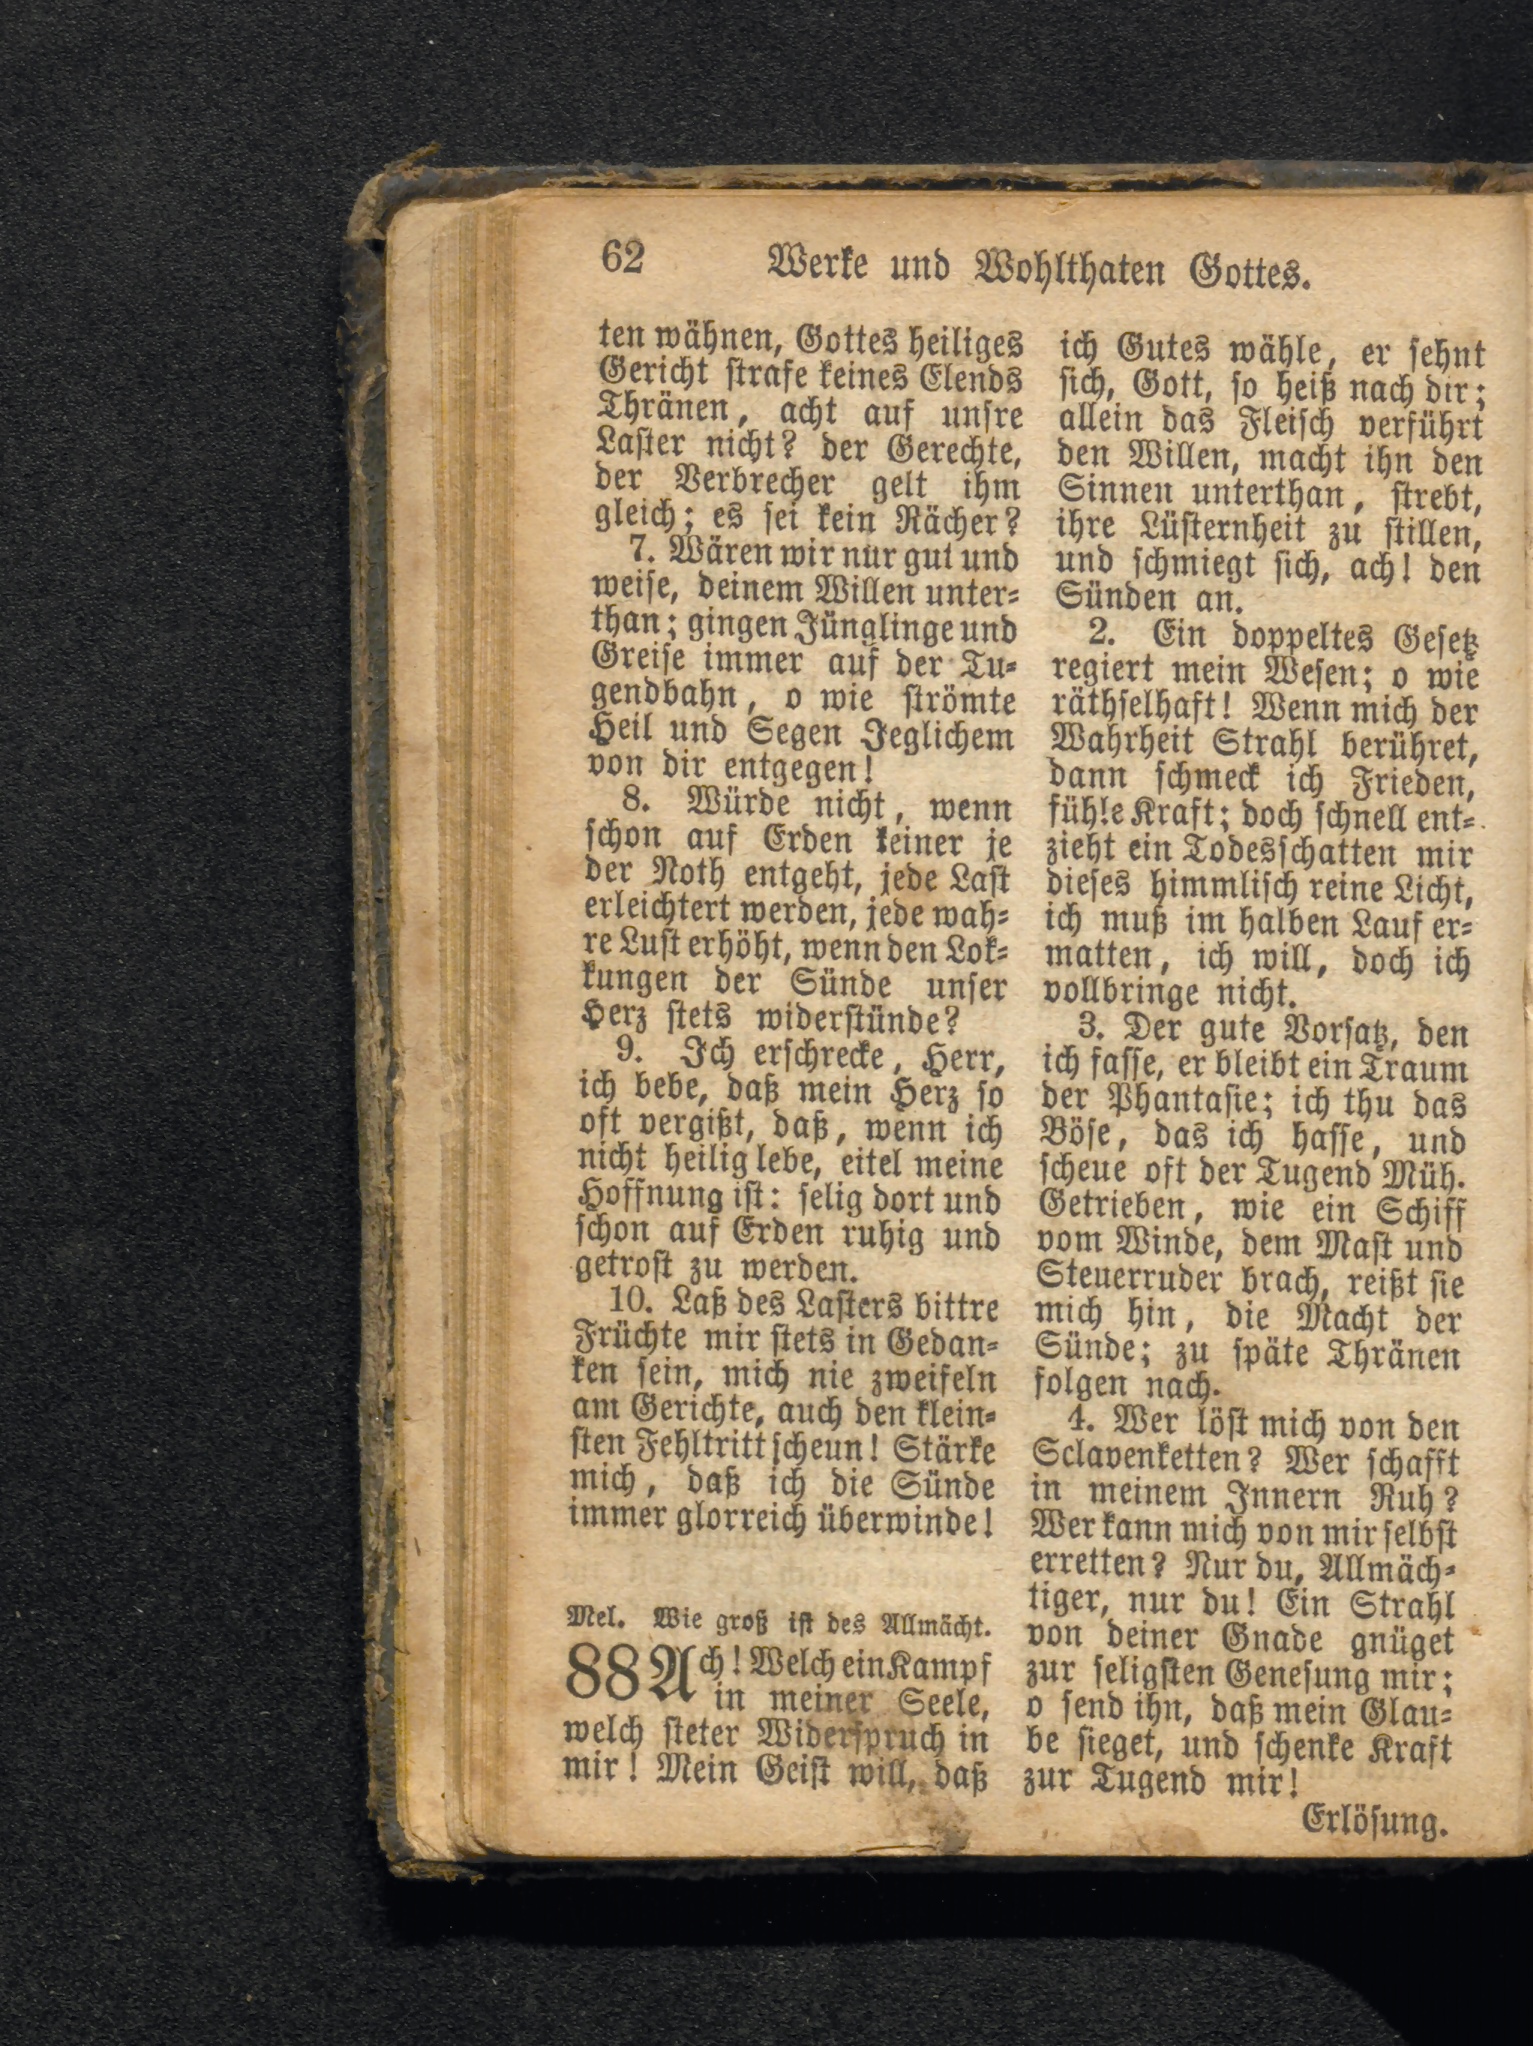 62 Werke und Wohlthaten Gottes.
ten wähnen, Gottes heiliges
Gericht strafe keines Elends
Thränen, acht auf unsre
Laster nicht? der Gerechte,
der Verbrecher gelt ihm
gleich; es sei kein Rächer?
7. Wären wir nur gut und
weise, deinem Willen unter-
than; gingen Jünglinge und
Greise immer auf der Tu-
gendbahn, o wie strömte
Heil und Segen Jeglichem
von dir entgegen!
8. Würde nicht, wenn
schon auf Erden keiner je
der Noth entgeht, jede Last
erleichtert werden, jede wah-
re Lust erhöht, wenn den Lok-
kungen der Sünde unser
Herz stets widerstünde?
9. Ich erschrecke, Herr,
ich bebe, daß mein Herz so
oft vergißt, daß, wenn ich
nicht heilig lebe, eitel meine
Hoffnung ist: selig dort und
schon auf Erden ruhig und
getrost zu werden.
10. Laß des Lasters bittre
Früchte mir stets in Gedan-
ken sein, mich nie zweifeln
am Gerichte, auch den klein-
sten Fehltritt scheun! Stärke
mich, daß ich die Sünde
immer glorreich überwinde!
Mel. Wie groß ist des Allmächt.
88 Ach! Welch ein Kampf
in meiner Seele,
welch steter Widerspruch in
mir! Mein Geist will, daß
ich Gutes wähle, er sehnt
sich, Gott, so heiß nach dir;
allein das Fleisch verführt
den Willen, macht ihn den
Sinnen unterthan, strebt,
ihre Lüsternheit zu stillen,
und schmiegt sich, ach! den
Sünden an.
2. Ein doppeltes Gesetz
regiert mein Wesen; o wie
räthselhaft! Wenn mich der
Wahrheit Strahl berühret,
dann schmeck ich Frieden,
fühle Kraft; doch schnell ent-
zieht ein Todesschatten mir
dieses himmlisch reine Licht,
ich muß im halben Lauf er-
matten, ich will, doch ich
vollbringe nicht.
3. Der gute Vorsatz, den
ich fasse, er bleibt ein Traum
der Phantasie; ich thu das
Böse, das ich hasse, und
scheue oft der Tugend Müh.
Getrieben, wie ein Schiff
vom Winde, dem Mast und
Steuerruder brach, reißt sie
mich hin, die Macht der
Sünde; zu späte Thränen
folgen nach.
4. Wer löst mich von den
Sclavenketten? Wer schafft
in meinem Innern Ruh?
Wer kann mich von mir selbst
erretten? Nur du, Allmäch-
tiger, nur du! Ein Strahl
von deiner Gnade gnüget
zur seligsten Genesung mir;
o send ihn, daß mein Glau-
be sieget, und schenke Kraft
zur Tugend mir!
Erlösung.